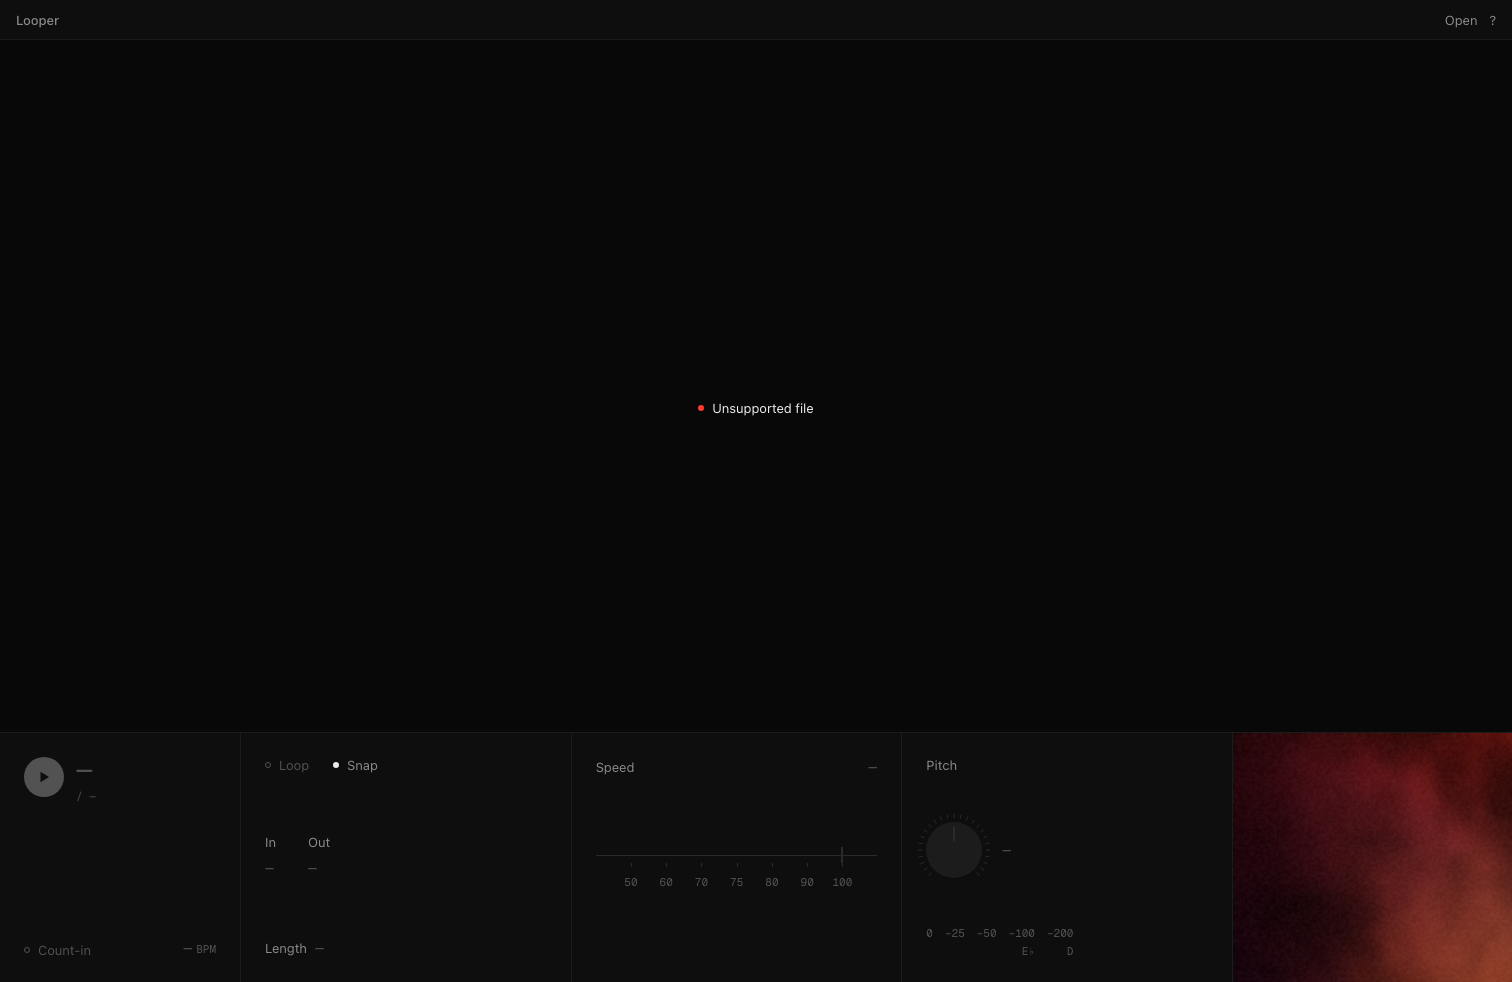 Looper
Open ?
Unsupported file
—
/ –
Count-in
— BPM
Loop Snap
In Out
— —
Length —
Speed —
50 60 70 75 80 90 100
Pitch
—
0 −25 −50 −100 −200
E♭ D